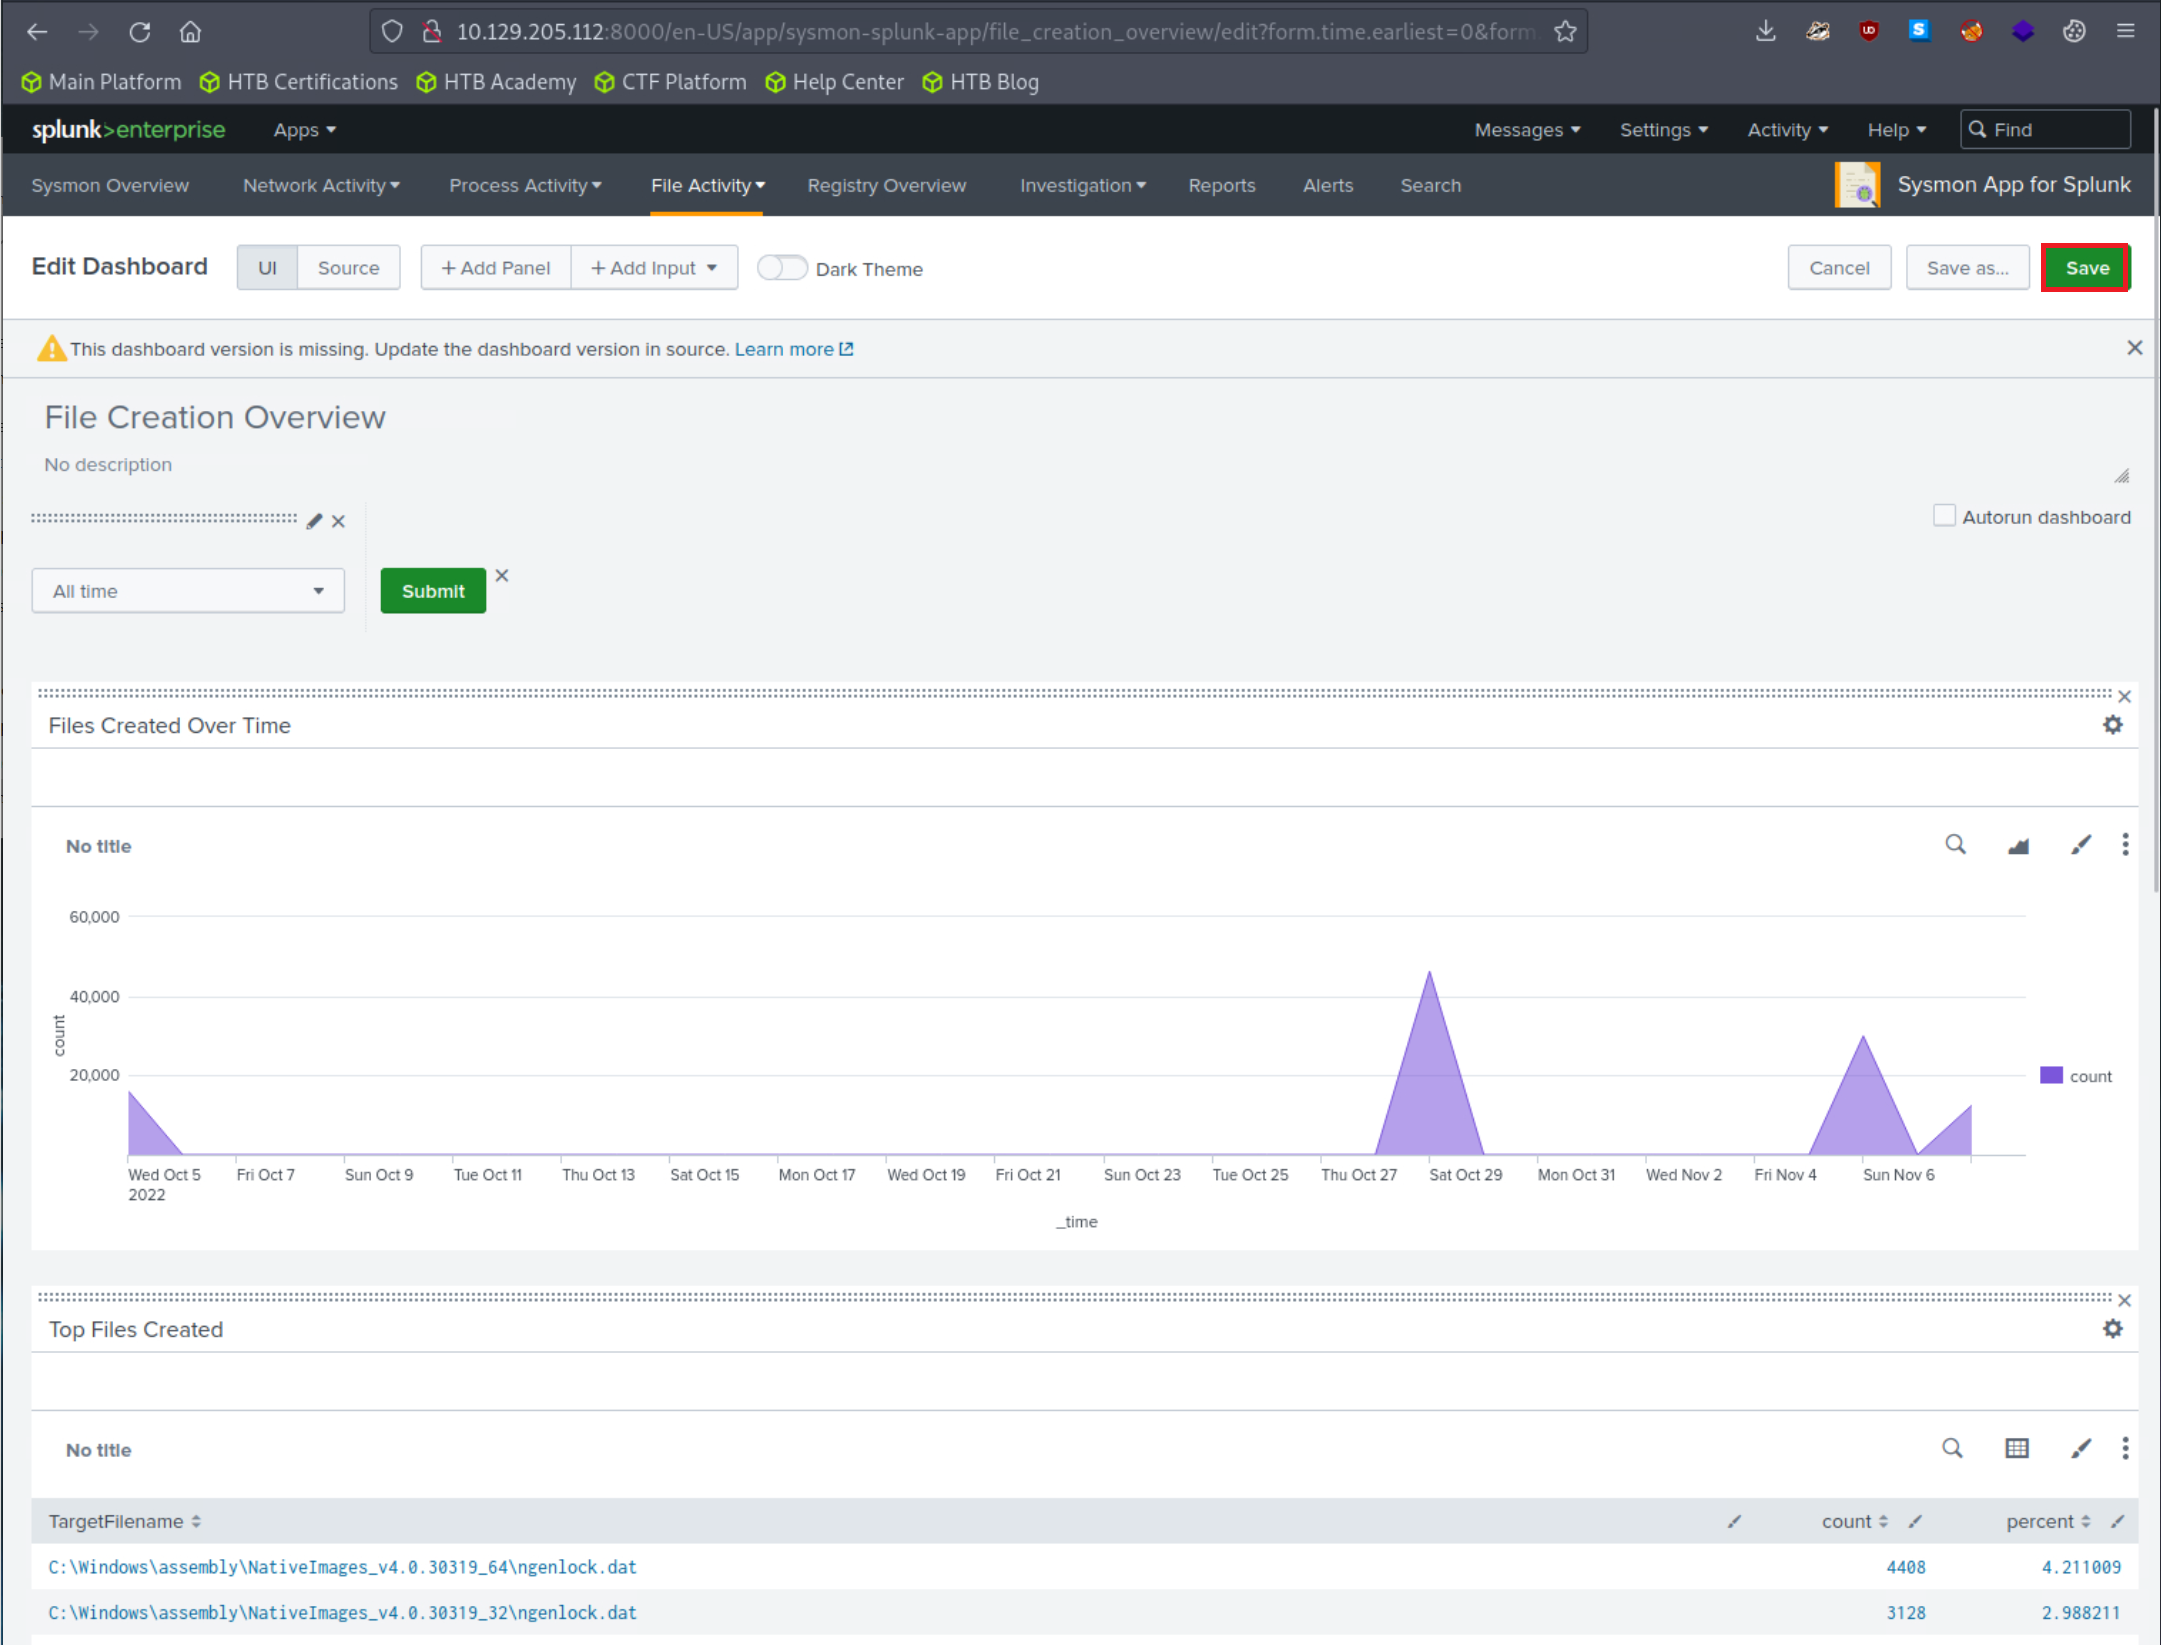 10.129.205.112:8000/en-US/app/sysmon-splunk-app/file_creation_overview/edit?form.time.earliest=0&form.
Main Platform HTB Certifications HTB Academy CTF Platform Help Center HTB Blog
splunk>enterprise Apps Messages Settings Activity Help Find
Sysmon Overview Network Activity Process Activity File Activity Registry Overview Investigation Reports Alerts Search Sysmon App for Splunk
Edit Dashboard UI Source + Add Panel + Add Input Dark Theme Cancel Save as... Save
This dashboard version is missing. Update the dashboard version in source. Learn more
File Creation Overview
No description
Autorun dashboard
All time Submit
Files Created Over Time
No title
60,000
40,000
20,000
count
count
Wed Oct 5 Fri Oct 7 Sun Oct 9 Tue Oct 11 Thu Oct 13 Sat Oct 15 Mon Oct 17 Wed Oct 19 Fri Oct 21 Sun Oct 23 Tue Oct 25 Thu Oct 27 Sat Oct 29 Mon Oct 31 Wed Nov 2 Fri Nov 4 Sun Nov 6
2022
_time
Top Files Created
No title
TargetFilename count percent
C:\Windows\assembly\NativeImages_v4.0.30319_64\ngenlock.dat 4408 4.211009
C:\Windows\assembly\NativeImages_v4.0.30319_32\ngenlock.dat 3128 2.988211